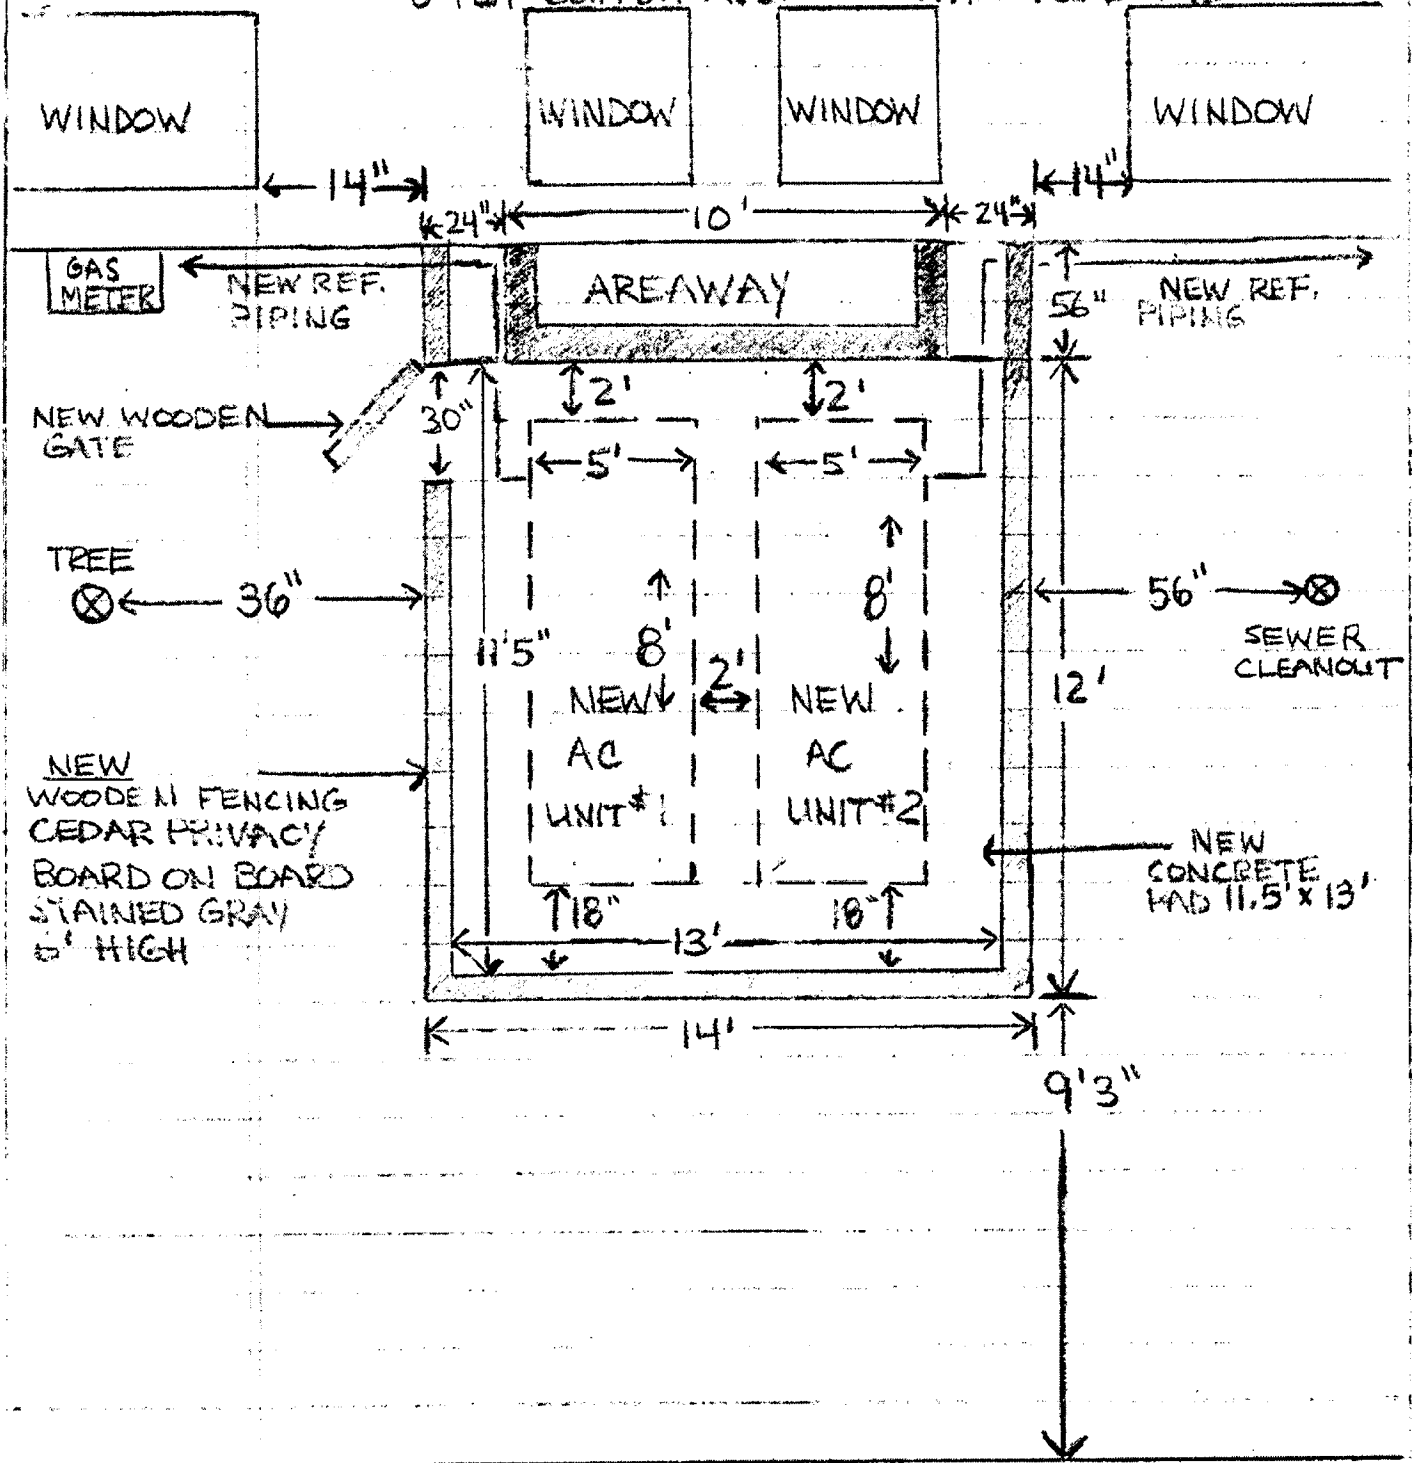 WINDOW
WINDOW
WINDOW
WINDOW
14"
14"
24"
10'
24"
GAS
METER
NEW REF.
PIPING
AREAWAY
56"
NEW REF.
PIPING
2'
2'
NEW WOODEN
GATE
30"
5'
5'
TREE
36"
8'
8'
56"
SEWER
CLEANOUT
11'5"
2'
12'
NEW
AC
UNIT #1
NEW
AC
UNIT #2
NEW
WOODEN FENCING
CEDAR PRIVACY
BOARD ON BOARD
STAINED GRAY
6' HIGH
NEW
CONCRETE
PAD 11.5' x 13'
18"
18"
13'
14'
9'3"